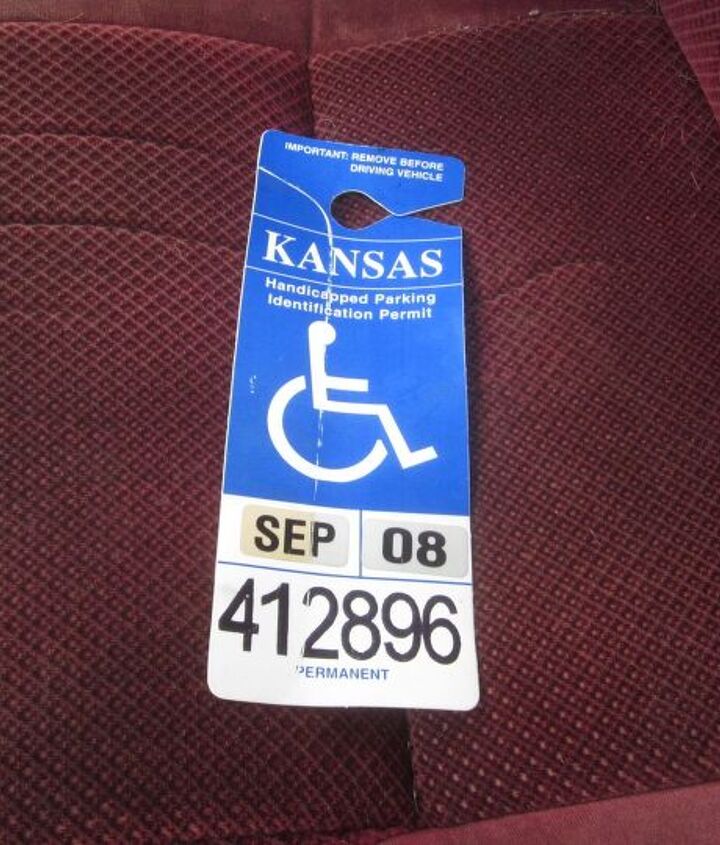 IMPORTANT: REMOVE BEFORE
DRIVING VEHICLE
KANSAS
Handicapped Parking
Identification Permit
SEP 08
412896
PERMANENT